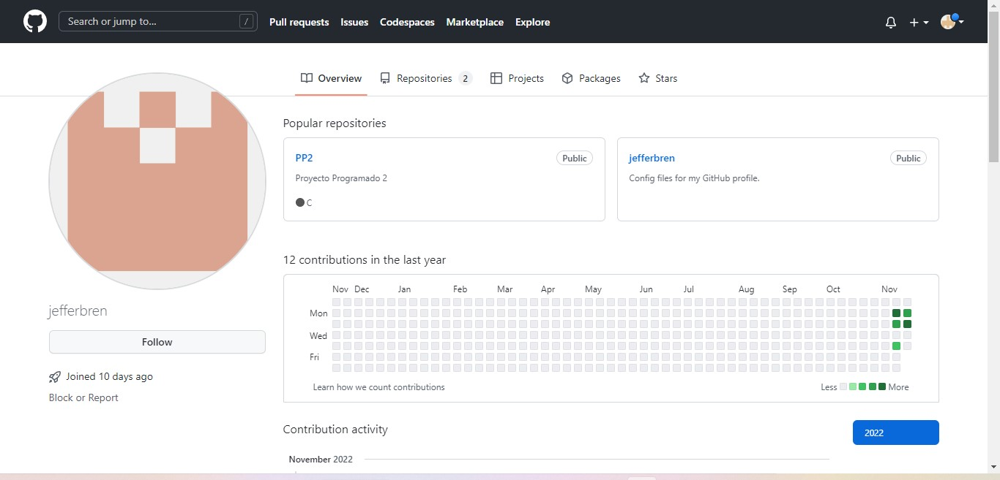 Search or jump to... /
Pull requests Issues Codespaces Marketplace Explore
Overview Repositories 2 Projects Packages Stars
jefferbren
Follow
Joined 10 days ago
Block or Report
Popular repositories
PP2 Public
Proyecto Programado 2
C
jefferbren Public
Config files for my GitHub profile.
12 contributions in the last year
Nov Dec Jan Feb Mar Apr May Jun Jul Aug Sep Oct Nov
Mon
Wed
Fri
Learn how we count contributions
Less More
Contribution activity
2022
November 2022